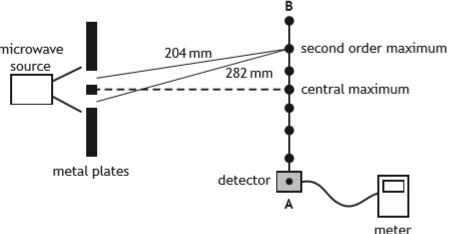 B
microwave
source
204 mm
second order maximum
282 mm
central maximum
metal plates
detector
A
meter